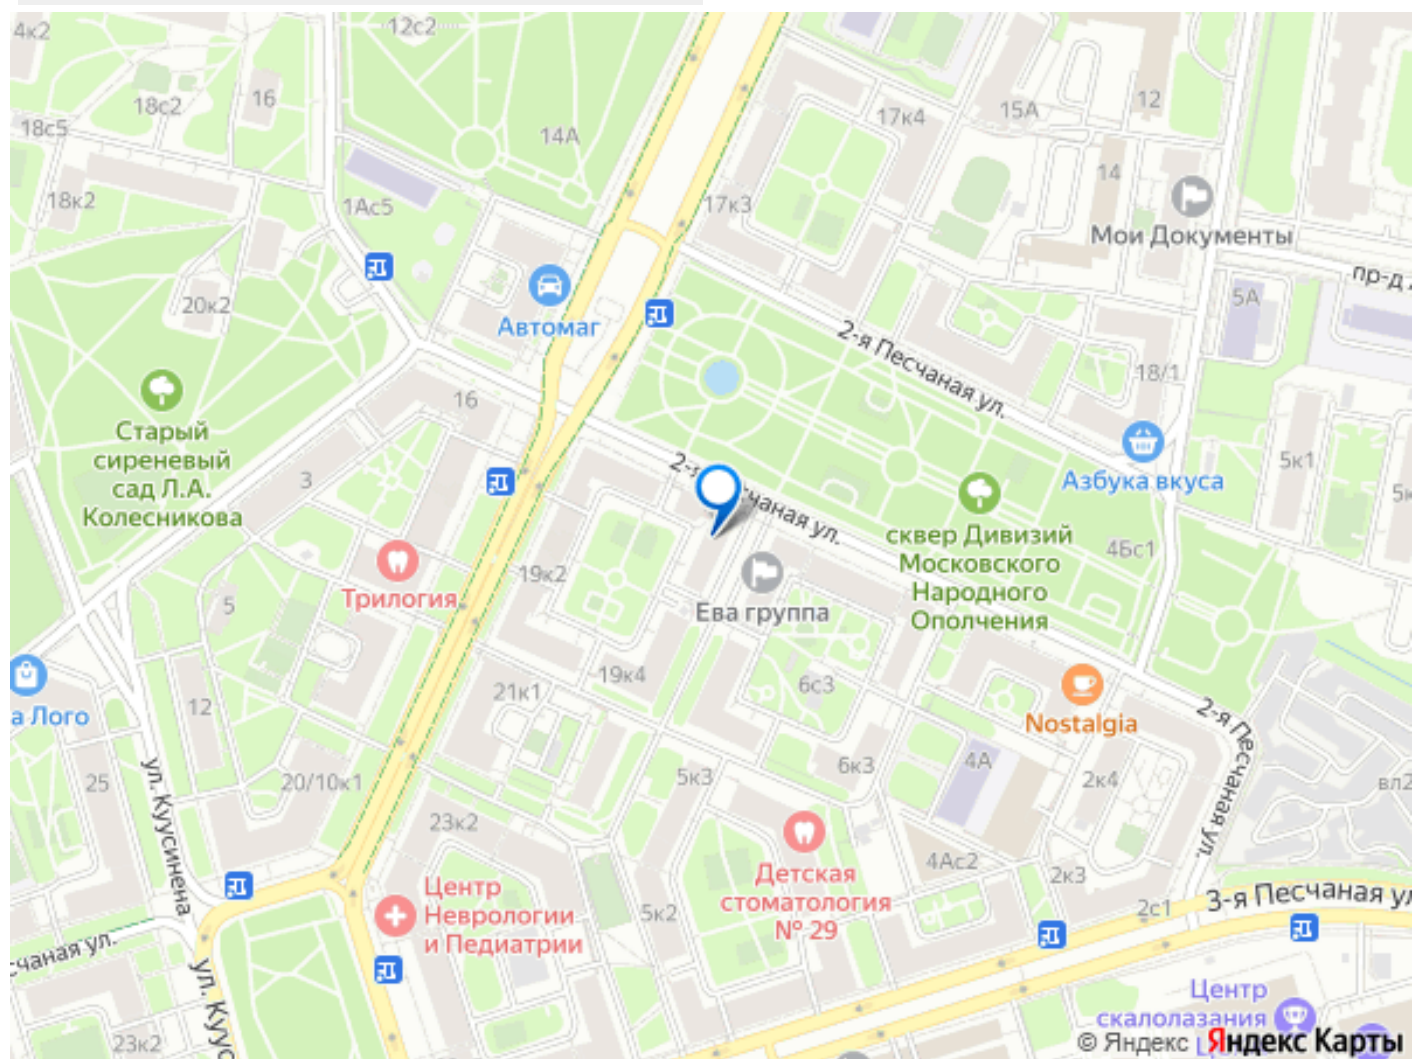 4к2
12с2
18с2
16
18с5
14А
17к4
15А
12
14
18к2
1Ас5
17к3
Мои Документы
пр-д
20к2
Автомаг
5А
2-я Песчаная ул.
18/1
16
Старый
сиреневый
сад Л.А.
Колесникова
3
Азбука вкуса
5к1
2-я
чаная ул.
сквер Дивизий
Московского
Народного
Ополчения
4Бс1
19к2
Трилогия
5
Ева группа
19к4
6с3
21к1
12
а Лого
Nostalgia
2-я Песчаная ул.
25
20/10к1
ул. Куусинена
5к3
6к3
4А
2к4
вл2
23к2
Детская
стоматология
№ 29
4Ас2
2к3
2с1
3-я Песчаная ул
Центр
Неврологии
и Педиатрии
5к2
счаная ул.
ул. Куус
23к2
Центр
скалолазания
© Яндекс Яндекс Карты